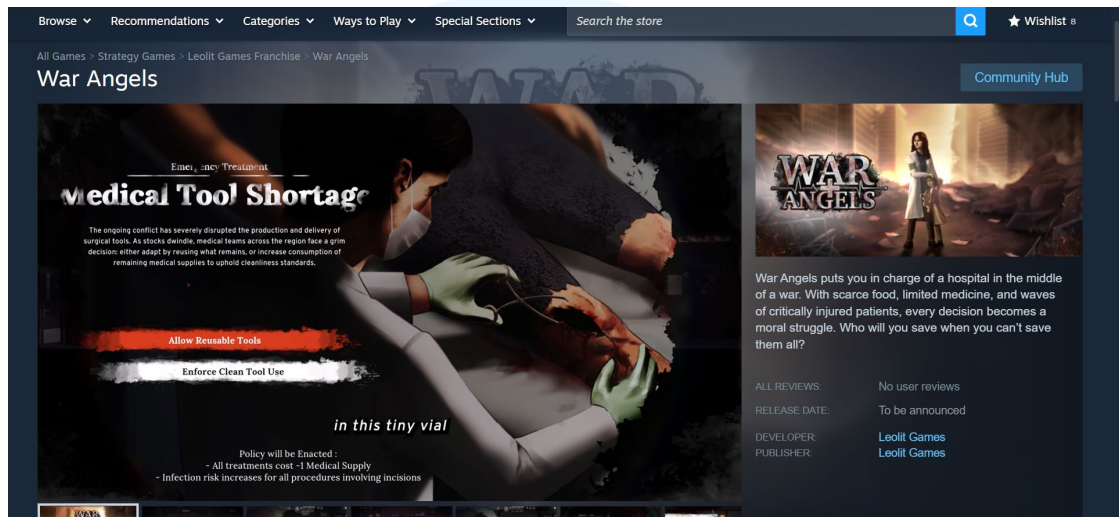 Browse Recommendations Categories Ways to Play Special Sections Search the store Wishlist 8
All Games > Strategy Games > Leolit Games Franchise > War Angels
War Angels
Community Hub
WAR
Emergency Treatment
Medical Tool Shortage
The ongoing conflict has severely disrupted the production and delivery of
surgical tools. As stocks dwindle, medical teams across the region face a grim
decision: either adapt by reusing what remains, or increase consumption of
remaining medical supplies to uphold cleanliness standards.
Allow Reusable Tools
Enforce Clean Tool Use
in this tiny vial
Policy will be Enacted :
- All treatments cost -1 Medical Supply
- Infection risk increases for all procedures involving incisions
WAR
ANGELS
War Angels puts you in charge of a hospital in the middle
of a war. With scarce food, limited medicine, and waves
of critically injured patients, every decision becomes a
moral struggle. Who will you save when you can't save
them all?
ALL REVIEWS: No user reviews
RELEASE DATE: To be announced
DEVELOPER: Leolit Games
PUBLISHER: Leolit Games
WAR